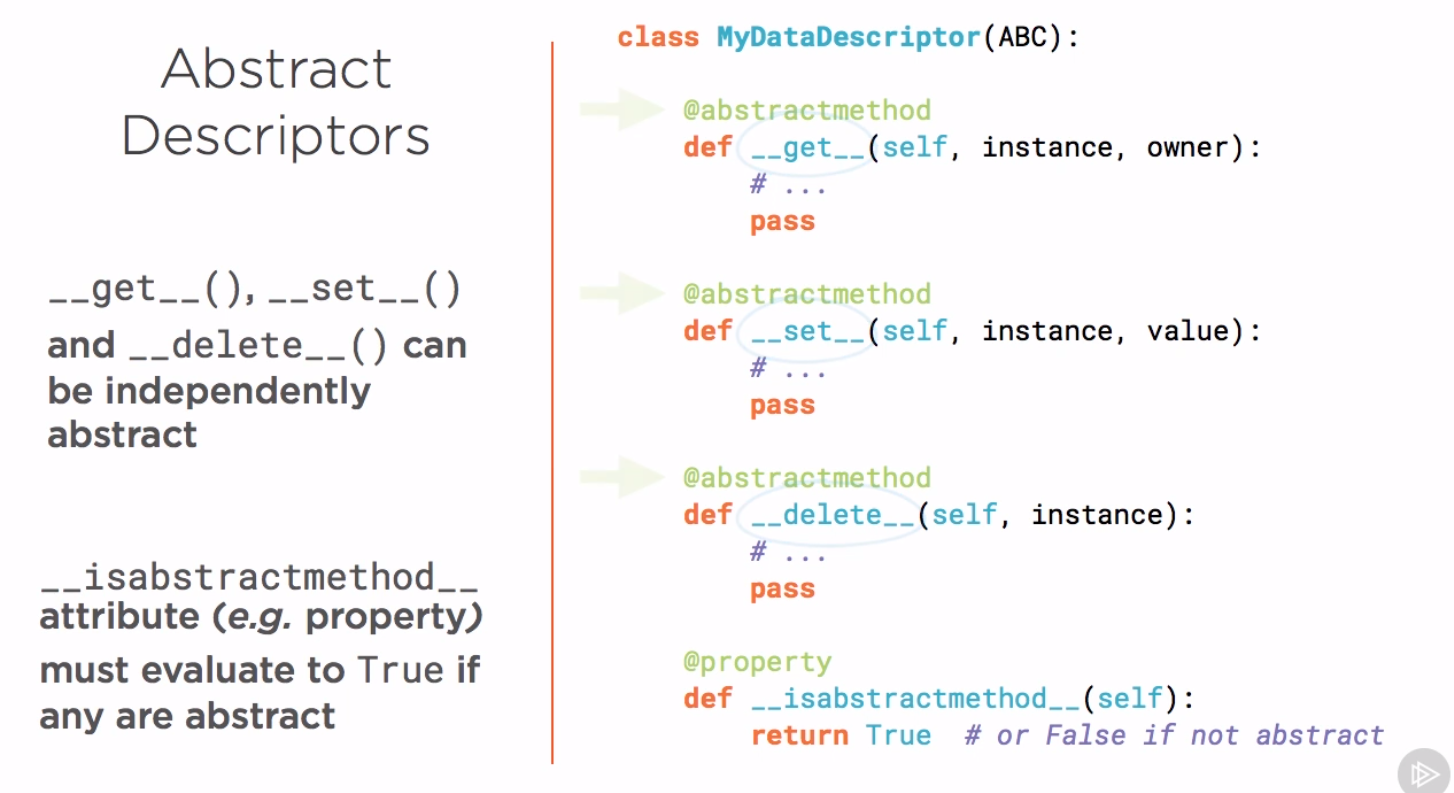 Abstract
Descriptors
__get__(), __set__()
and __delete__() can
be independently
abstract
__isabstractmethod__
attribute (e.g. property)
must evaluate to True if
any are abstract
class MyDataDescriptor(ABC):
@abstractmethod
def __get__(self, instance, owner):
# ...
pass
@abstractmethod
def __set__(self, instance, value):
# ...
pass
@abstractmethod
def __delete__(self, instance):
# ...
pass
@property
def __isabstractmethod__(self):
return True # or False if not abstract